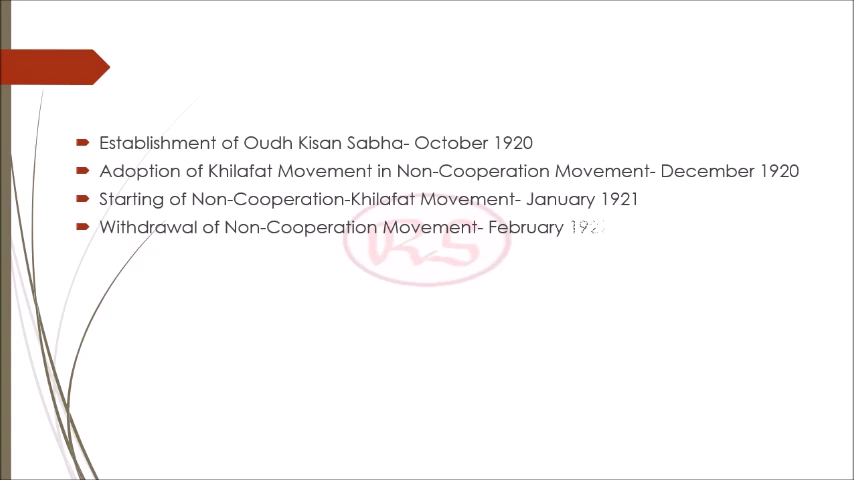 Establishment of Oudh Kisan Sabha- October 1920
Adoption of Khilafat Movement in Non-Cooperation Movement- December 1920
Starting of Non-Cooperation-Khilafat Movement- January 1921
Withdrawal of Non-Cooperation Movement- February
RS